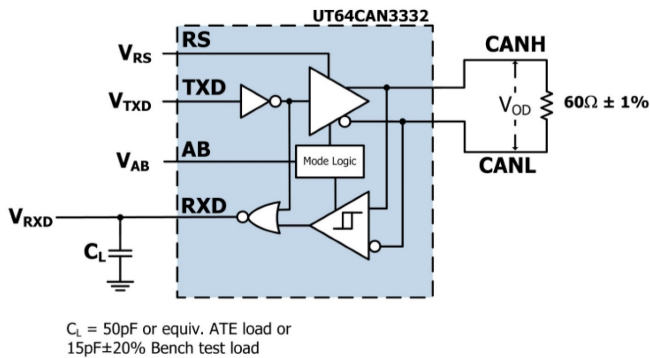 UT64CAN3332
RS
V_RS
CANH
TXD
V_TXD
V_OD
60Ω ± 1%
AB
V_AB
Mode Logic
CANL
RXD
V_RXD
C_L
C_L = 50pF or equiv. ATE load or
15pF±20% Bench test load